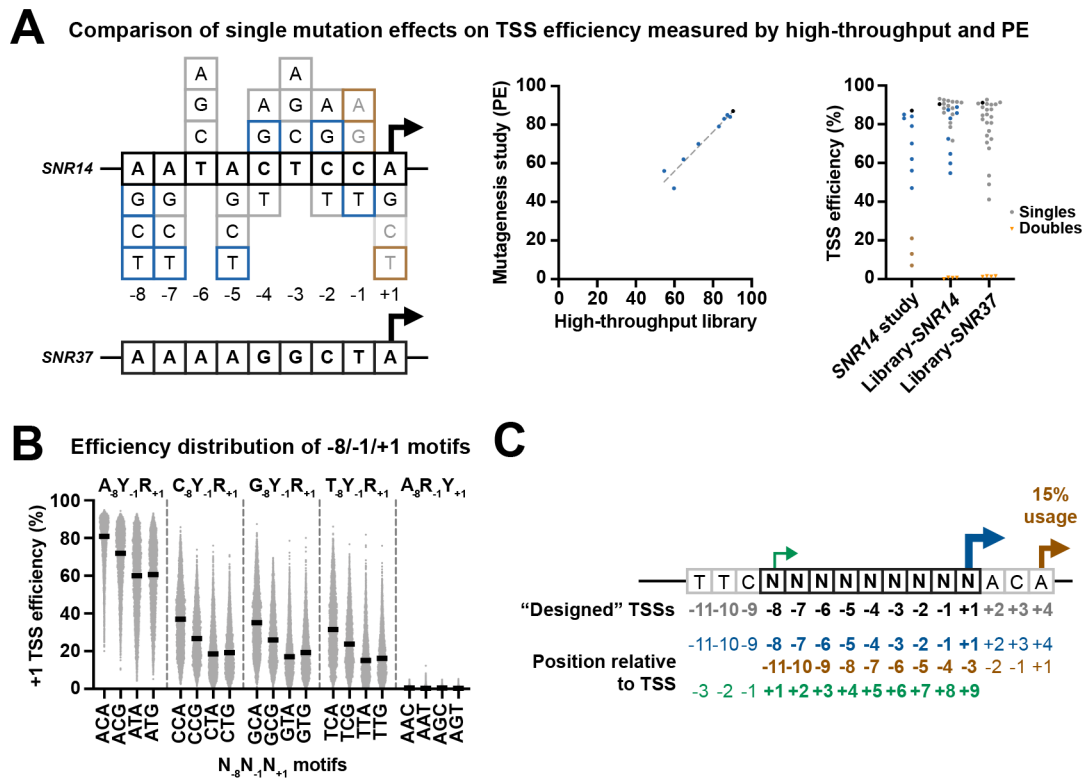 A Comparison of single mutation effects on TSS efficiency measured by high-throughput and PE
A A
G G
C A G A A
C G C G G
SNR14 A A T A C T C C A
G G G T T T G
C C C C
T T T T
-8 -7 -6 -5 -4 -3 -2 -1 +1
SNR37 A A A A G G C T A
Mutagenesis study (PE)
100
80
60
40
20
0
0 20 40 60 80 100
High-throughput library
TSS efficiency (%)
100
80
60
40
20
0
SNR14 study
Library-SNR14
Library-SNR37
Singles
Doubles
B Efficiency distribution of -8/-1/+1 motifs
A-8Y-1R+1 C-8Y-1R+1 G-8Y-1R+1 T-8Y-1R+1 A-8R-1Y+1
+1 TSS efficiency (%)
100
80
60
40
20
0
ACA ACG ATA ATG CCA CCG CTA CTG GCA GCG GTA GTG TCA TCG TTA TTG AAC AAT AGC AGT
N-8N-1N+1 motifs
C
15%
usage
T T C N N N N N N N N N A C A
“Designed” TSSs -11 -10 -9 -8 -7 -6 -5 -4 -3 -2 -1 +1 +2 +3 +4
Position relative
to TSS
-11 -10 -9 -8 -7 -6 -5 -4 -3 -2 -1 +1 +2 +3 +4
-11 -10 -9 -8 -7 -6 -5 -4 -3 -2 -1 +1
-3 -2 -1 +1 +2 +3 +4 +5 +6 +7 +8 +9